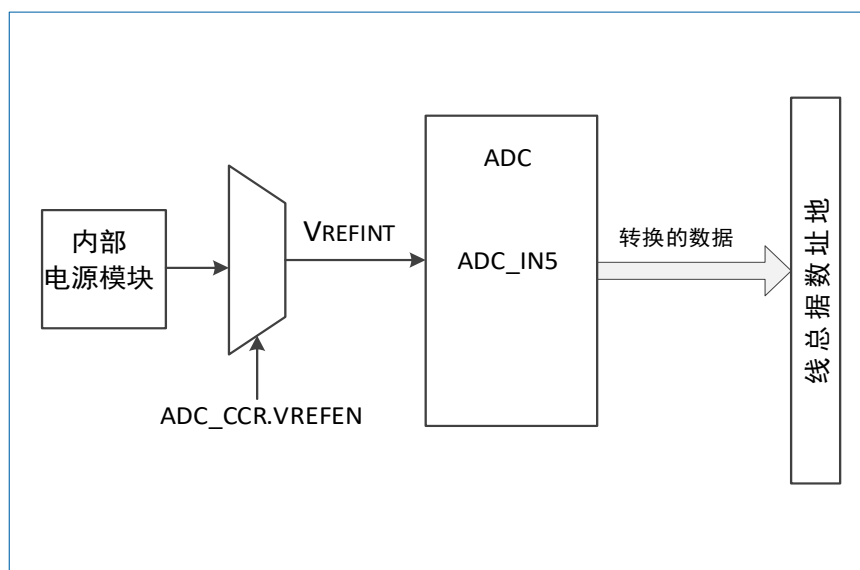 内部
电源模块
VREFINT
ADC_CCR.VREFEN
ADC
ADC_IN5
转换的数据
地址数据总线